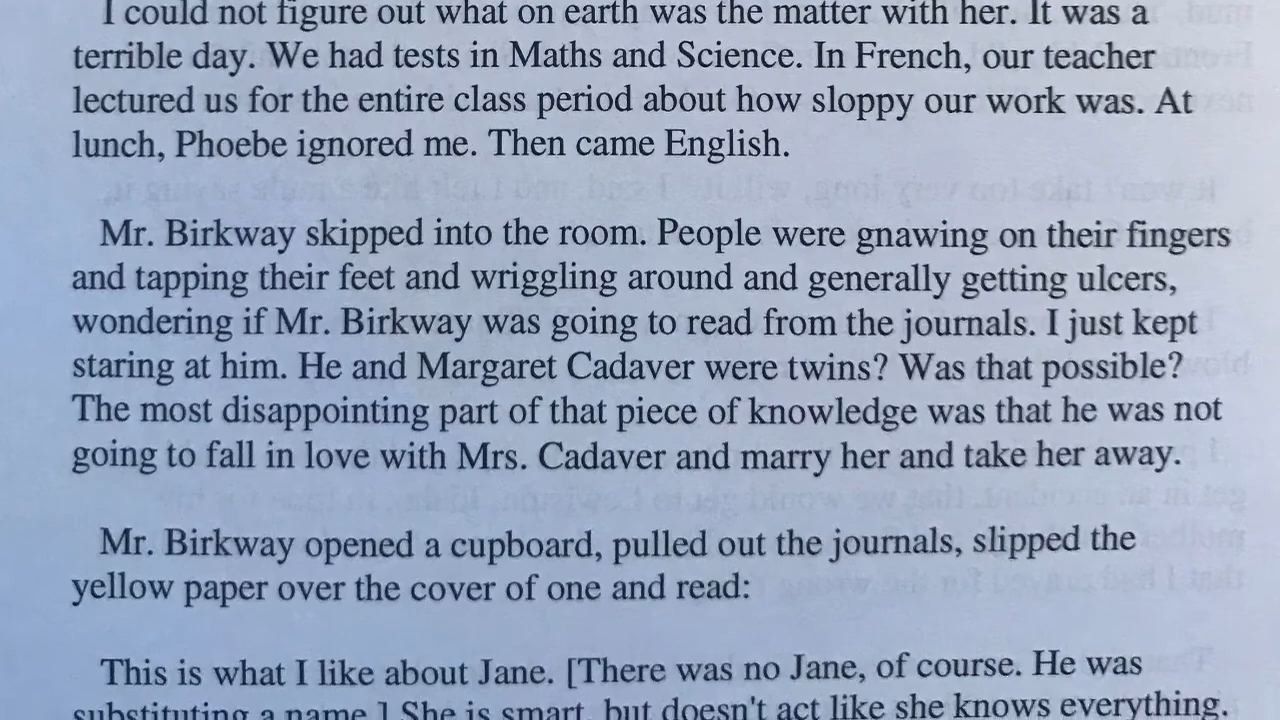 I could not figure out what on earth was the matter with her. It was a
terrible day. We had tests in Maths and Science. In French, our teacher
lectured us for the entire class period about how sloppy our work was. At
lunch, Phoebe ignored me. Then came English.
Mr. Birkway skipped into the room. People were gnawing on their fingers
and tapping their feet and wriggling around and generally getting ulcers,
wondering if Mr. Birkway was going to read from the journals. I just kept
staring at him. He and Margaret Cadaver were twins? Was that possible?
The most disappointing part of that piece of knowledge was that he was not
going to fall in love with Mrs. Cadaver and marry her and take her away.
Mr. Birkway opened a cupboard, pulled out the journals, slipped the
yellow paper over the cover of one and read:
This is what I like about Jane. [There was no Jane, of course. He was
substituting a name.] She is smart, but doesn't act like she knows everything.